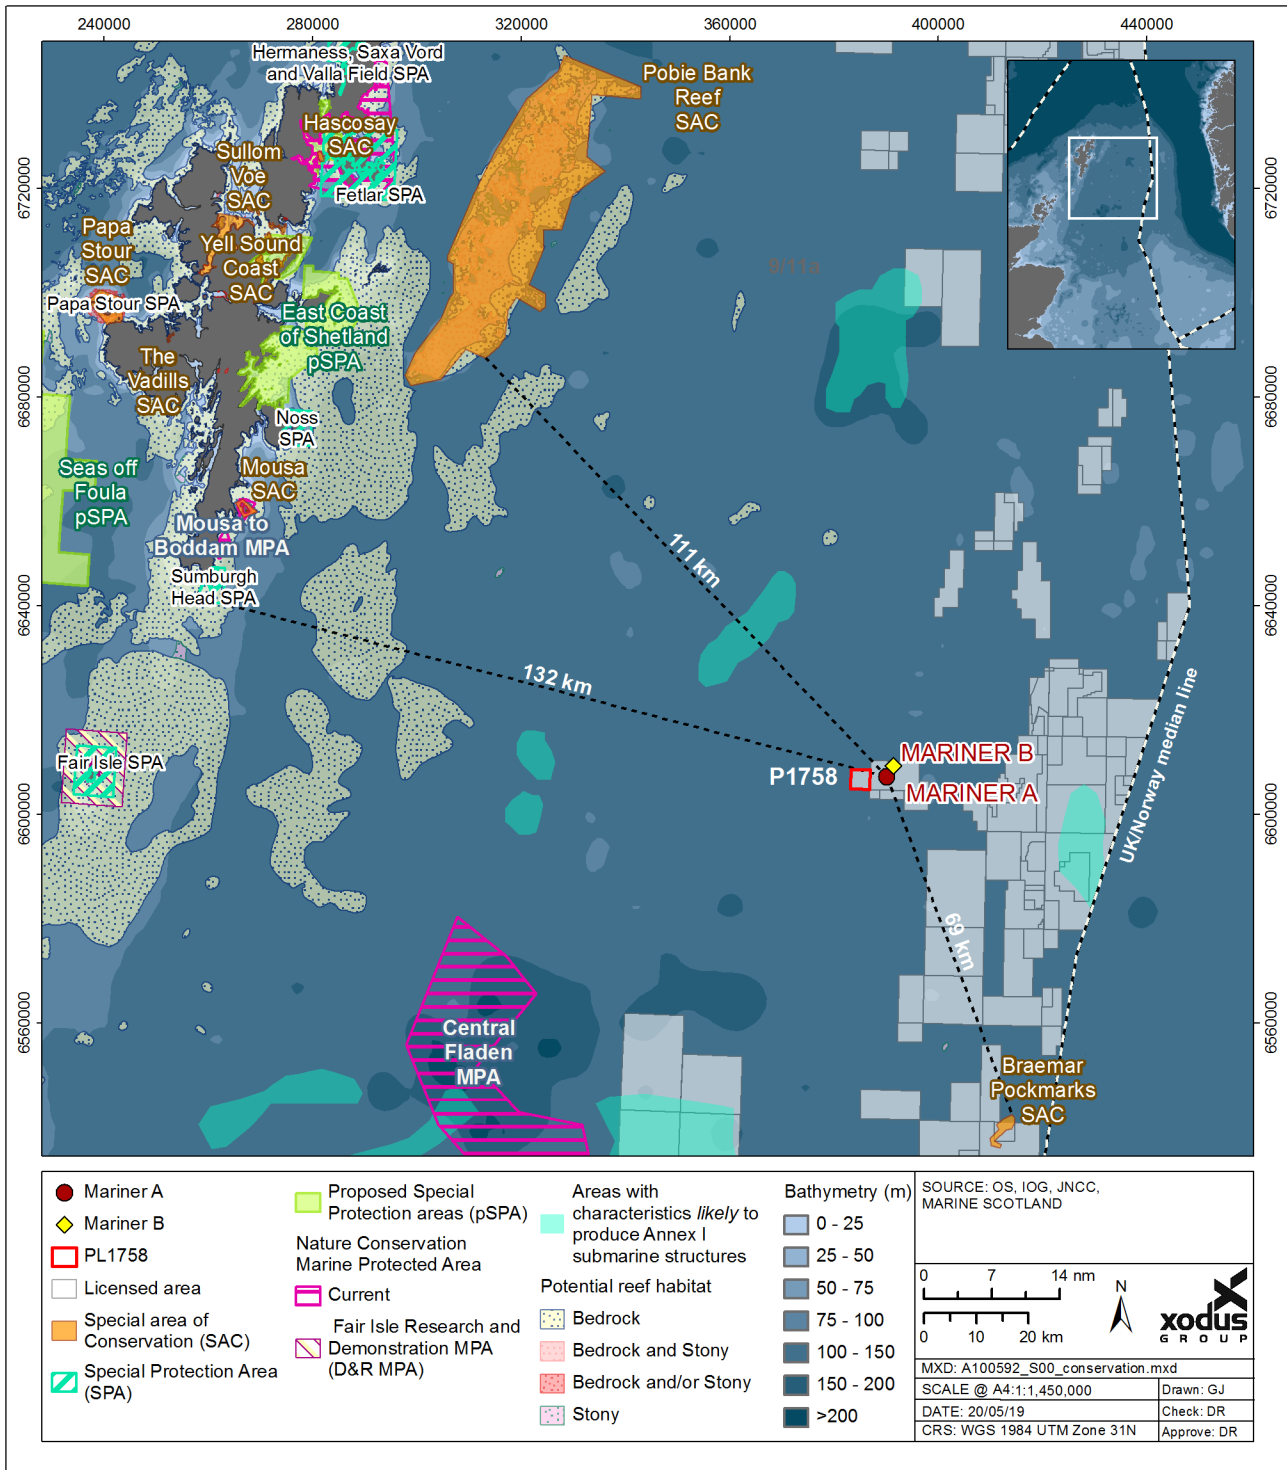 240000
280000
320000
360000
400000
440000
6720000
6680000
6640000
6600000
6560000
6720000
6680000
6640000
6600000
6560000
Hermaness, Saxa Vord
and Valla Field SPA
Pobie Bank
Reef
SAC
Hascosay
SAC
Sullom
Voe
SAC
Fetlar SPA
Papa
Stour
SAC
Yell Sound
Coast
SAC
Papa Stour SPA
9/11a
East Coast
of Shetland
pSPA
The
Vadills
SAC
Noss
SPA
Seas off
Foula
pSPA
Mousa
SAC
Mousa to
Boddam MPA
Sumburgh
Head SPA
111 km
132 km
Fair Isle SPA
P1758
MARINER B
MARINER A
UK/Norway median line
69 km
Central
Fladen
MPA
Braemar
Pockmarks
SAC
Mariner A
Mariner B
PL1758
Licensed area
Special area of
Conservation (SAC)
Special Protection Area
(SPA)
Proposed Special
Protection areas (pSPA)
Nature Conservation
Marine Protected Area
Current
Fair Isle Research and
Demonstration MPA
(D&R MPA)
Areas with
characteristics likely to
produce Annex I
submarine structures
Potential reef habitat
Bedrock
Bedrock and Stony
Bedrock and/or Stony
Stony
Bathymetry (m)
0 - 25
25 - 50
50 - 75
75 - 100
100 - 150
150 - 200
>200
SOURCE: OS, IOG, JNCC,
MARINE SCOTLAND
0 7 14 nm
0 10 20 km
N
xodus
GROUP
MXD: A100592_S00_conservation.mxd
SCALE @ A4:1:1,450,000
Drawn: GJ
DATE: 20/05/19
Check: DR
CRS: WGS 1984 UTM Zone 31N
Approve: DR